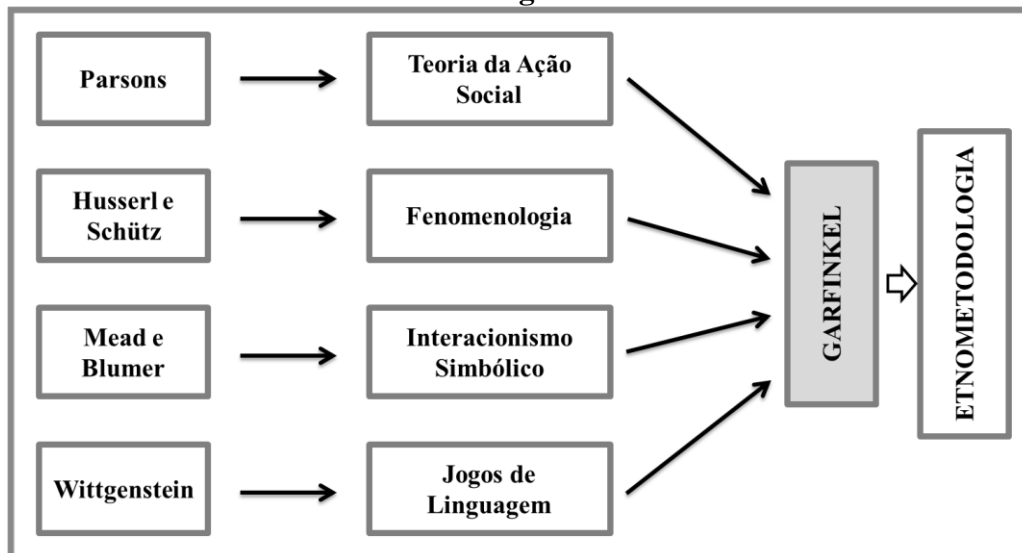 Parsons
Teoria da Ação
Social
Husserl e
Schütz
Fenomenologia
Mead e
Blumer
Interacionismo
Simbólico
Wittgenstein
Jogos de
Linguagem
GARFINKEL
ETNOMETODOLOGIA